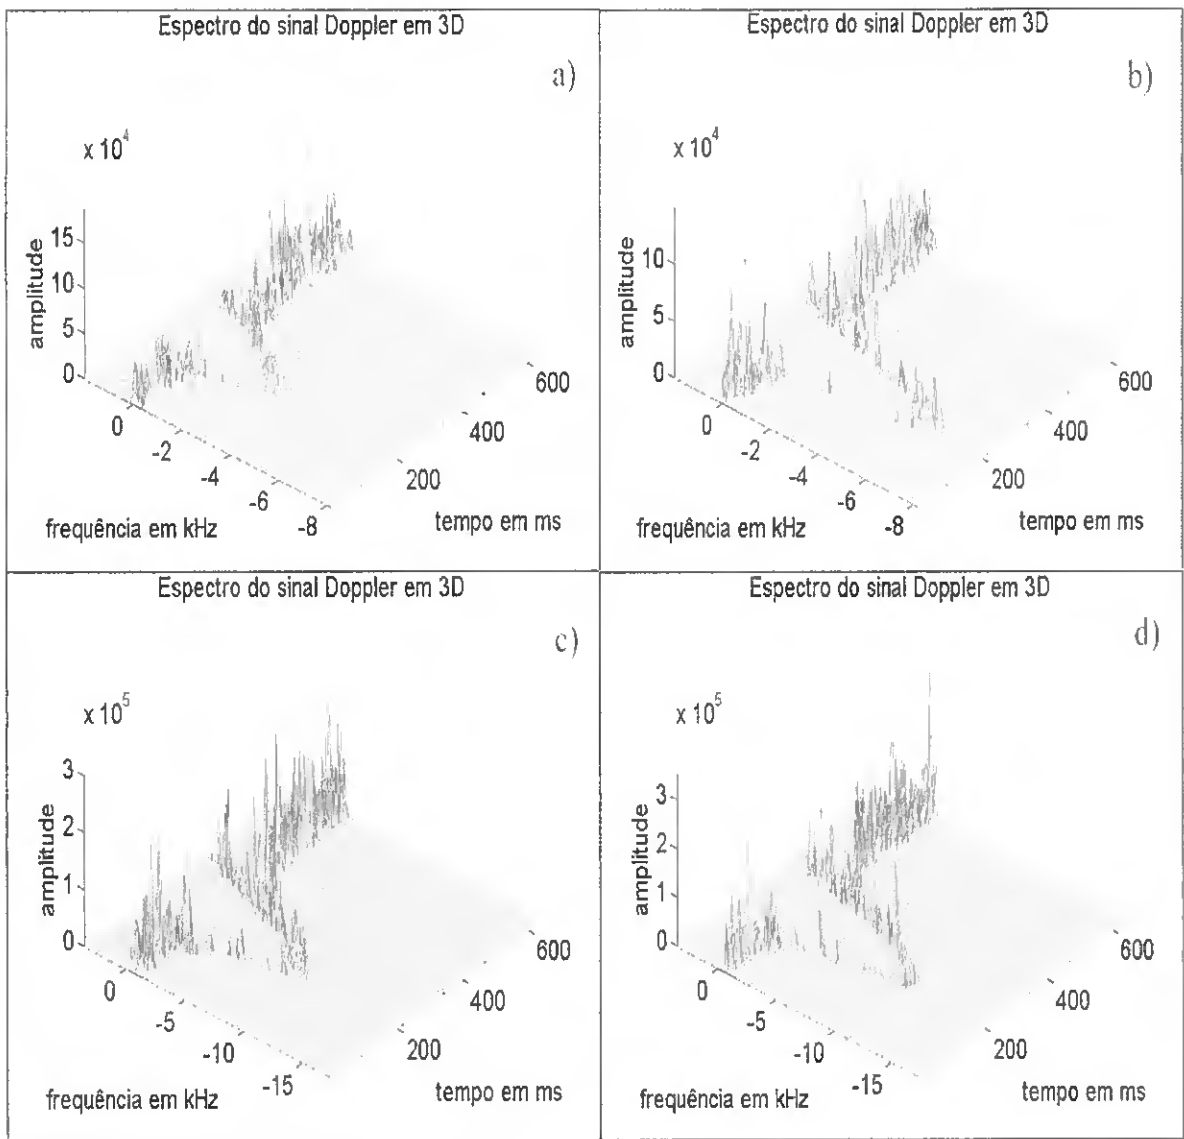 Espectro do sinal Doppler em 3D
a)
x 10⁴
amplitude
15
10
5
0
0
-2
-4
-6
-8
200
400
600
frequência em kHz
tempo em ms
Espectro do sinal Doppler em 3D
b)
x 10⁴
amplitude
10
5
0
0
-2
-4
-6
-8
200
400
600
frequência em kHz
tempo em ms
Espectro do sinal Doppler em 3D
c)
x 10⁵
amplitude
3
2
1
0
0
-5
-10
-15
200
400
600
frequência em kHz
tempo em ms
Espectro do sinal Doppler em 3D
d)
x 10⁵
amplitude
3
2
1
0
0
-5
-10
-15
200
400
600
frequência em kHz
tempo em ms